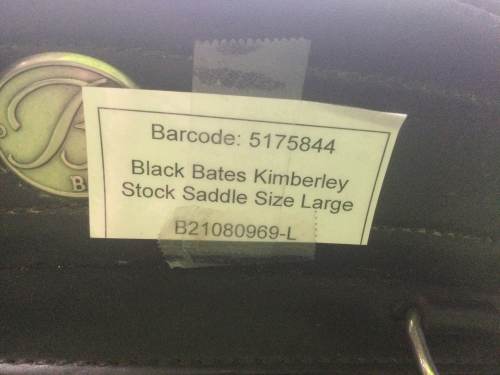 Barcode: 5175844
Black Bates Kimberley
Stock Saddle Size Large
B21080969-L
B